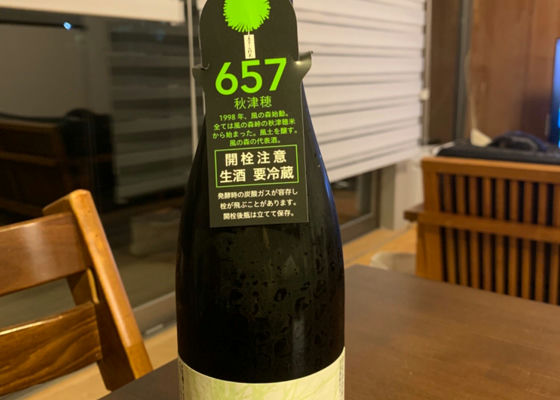 657
秋津穂
1998年、風の森始動。
全ては風の森峠の秋津穂米
から始まった。風土を醸す。
風の森の代表酒。
開栓注意
生酒 要冷蔵
発酵時の炭酸ガスが溶存し
栓が飛ぶことがあります。
開栓後瓶は立てて保存。